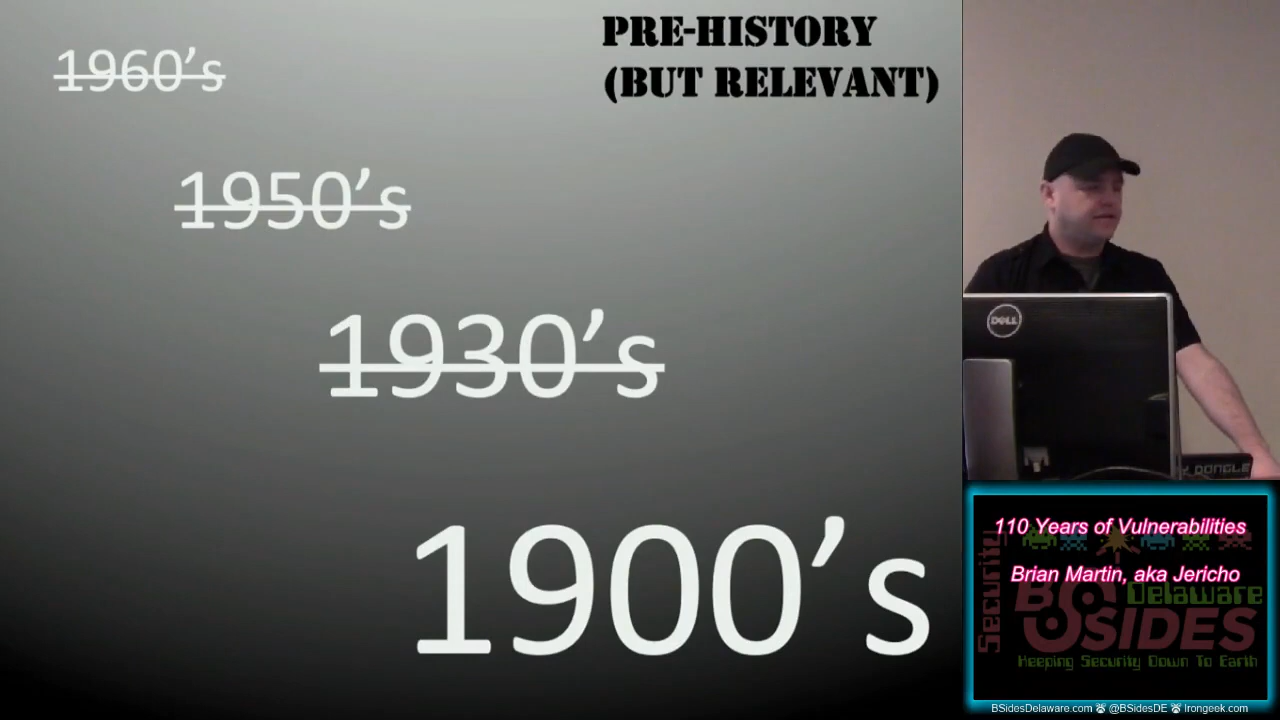 1960's
PRE-HISTORY
(BUT RELEVANT)
1950's
1930's
1900's
DELL
Y DONGLE
110 Years of Vulnerabilities
Brian Martin, aka Jericho
Security
BSIDES
Delaware
Keeping Security Down To Earth
BSidesDelaware.com @BSidesDE Irongeek.com